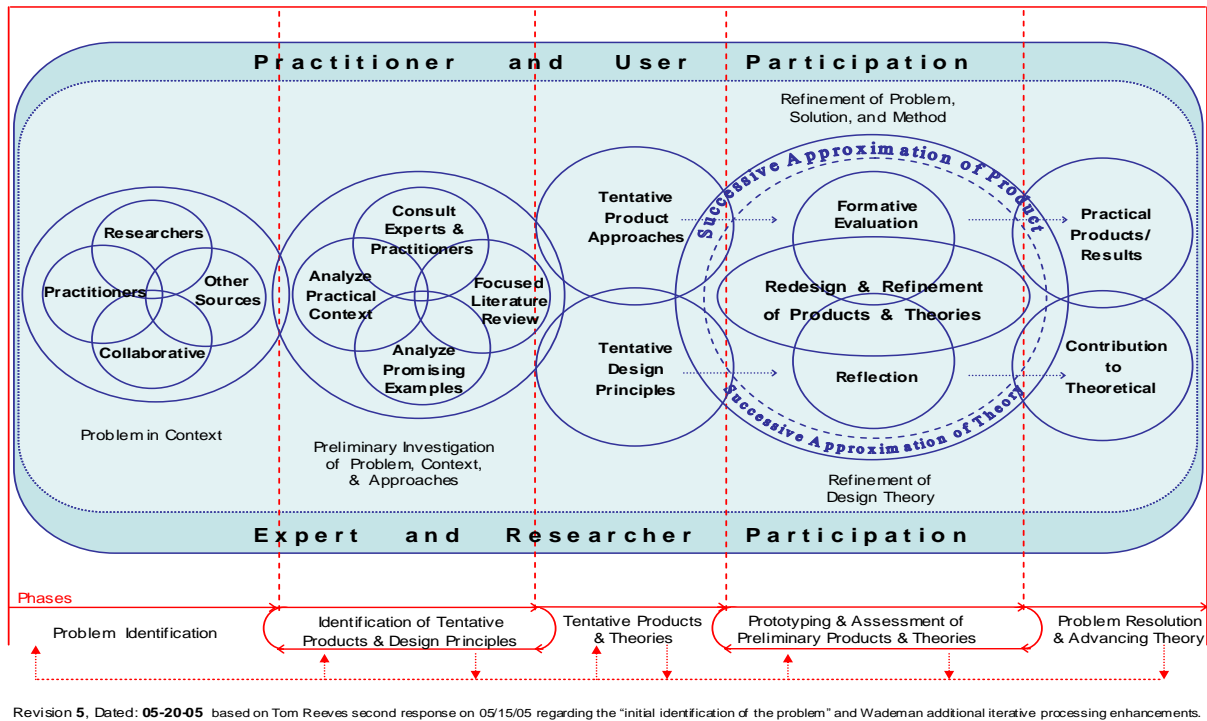 Practitioner and User Participation
Refinement of Problem,
Solution, and Method
Successive Approximation of Product
Researchers
Practitioners
Other
Sources
Collaborative
Problem in Context
Consult
Experts &
Practitioners
Analyze
Practical
Context
Focused
Literature
Review
Analyze
Promising
Examples
Preliminary Investigation
of Problem, Context,
& Approaches
Tentative
Product
Approaches
Tentative
Design
Principles
Formative
Evaluation
Redesign & Refinement
of Products & Theories
Reflection
Successive Approximation of Theory
Refinement of
Design Theory
Practical
Products/
Results
Contribution
to
Theoretical
Expert and Researcher Participation
Phases
Problem Identification
Identification of Tentative
Products & Design Principles
Tentative Products
& Theories
Prototyping & Assessment of
Preliminary Products & Theories
Problem Resolution
& Advancing Theory
Revision 5, Dated: 05-20-05 based on Tom Reeves second response on 05/15/05 regarding the “initial identification of the problem” and Wademan additional iterative processing enhancements.